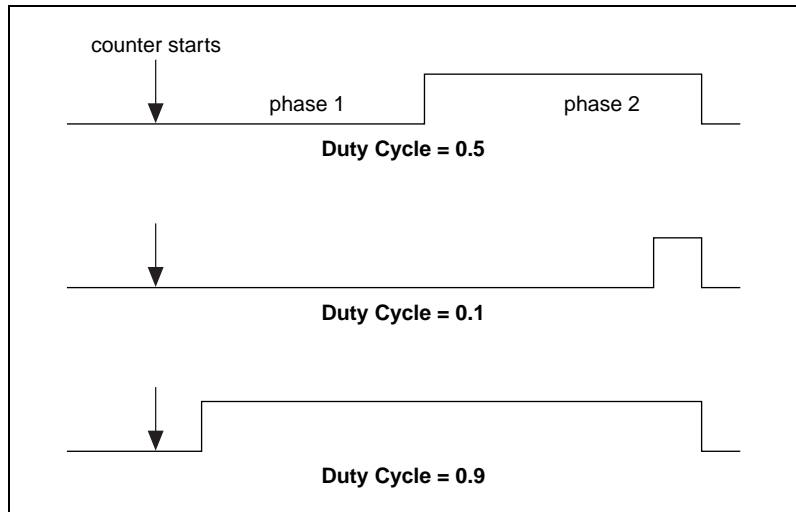 counter starts
phase 1 phase 2
Duty Cycle = 0.5
Duty Cycle = 0.1
Duty Cycle = 0.9